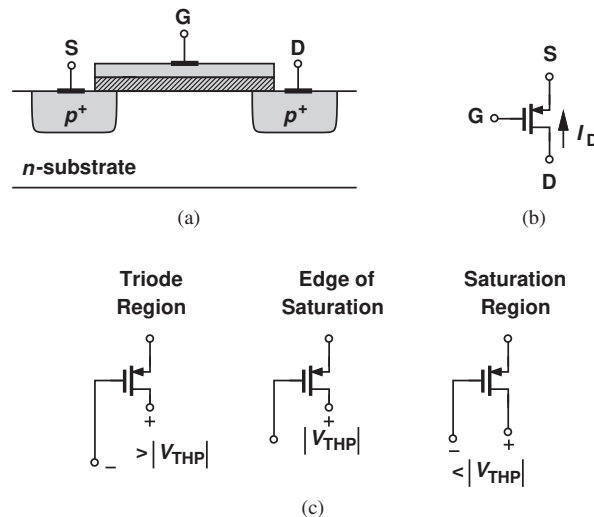 G
S
D
p+
p+
n-substrate
(a)
S
G
I_D
D
(b)
Triode
Region
+
−
> |V_THP|
Edge of
Saturation
+
|V_THP|
Saturation
Region
−
+
< |V_THP|
(c)